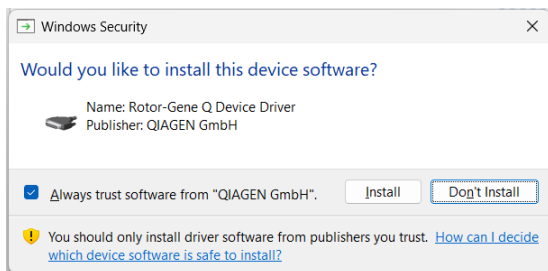 Windows Security
Would you like to install this device software?
Name: Rotor-Gene Q Device Driver
Publisher: QIAGEN GmbH
Always trust software from "QIAGEN GmbH".
Install
Don't Install
You should only install driver software from publishers you trust. How can I decide
which device software is safe to install?